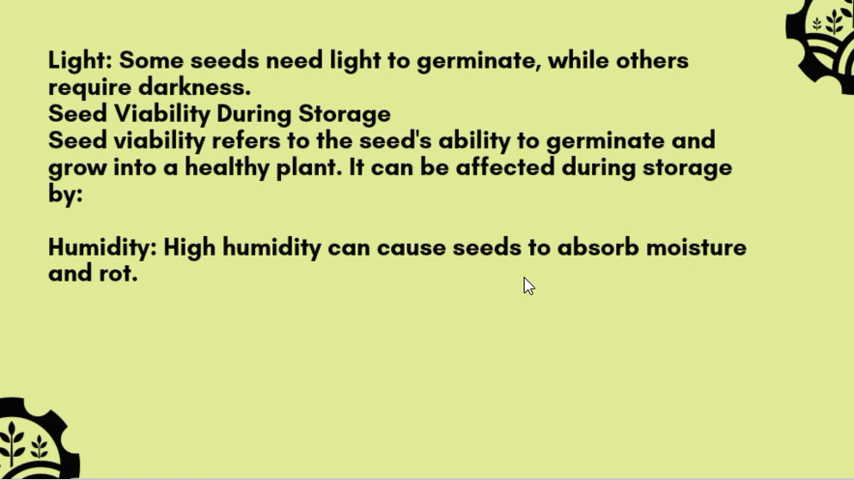 Light: Some seeds need light to germinate, while others
require darkness.
Seed Viability During Storage
Seed viability refers to the seed's ability to germinate and
grow into a healthy plant. It can be affected during storage
by:
Humidity: High humidity can cause seeds to absorb moisture
and rot.